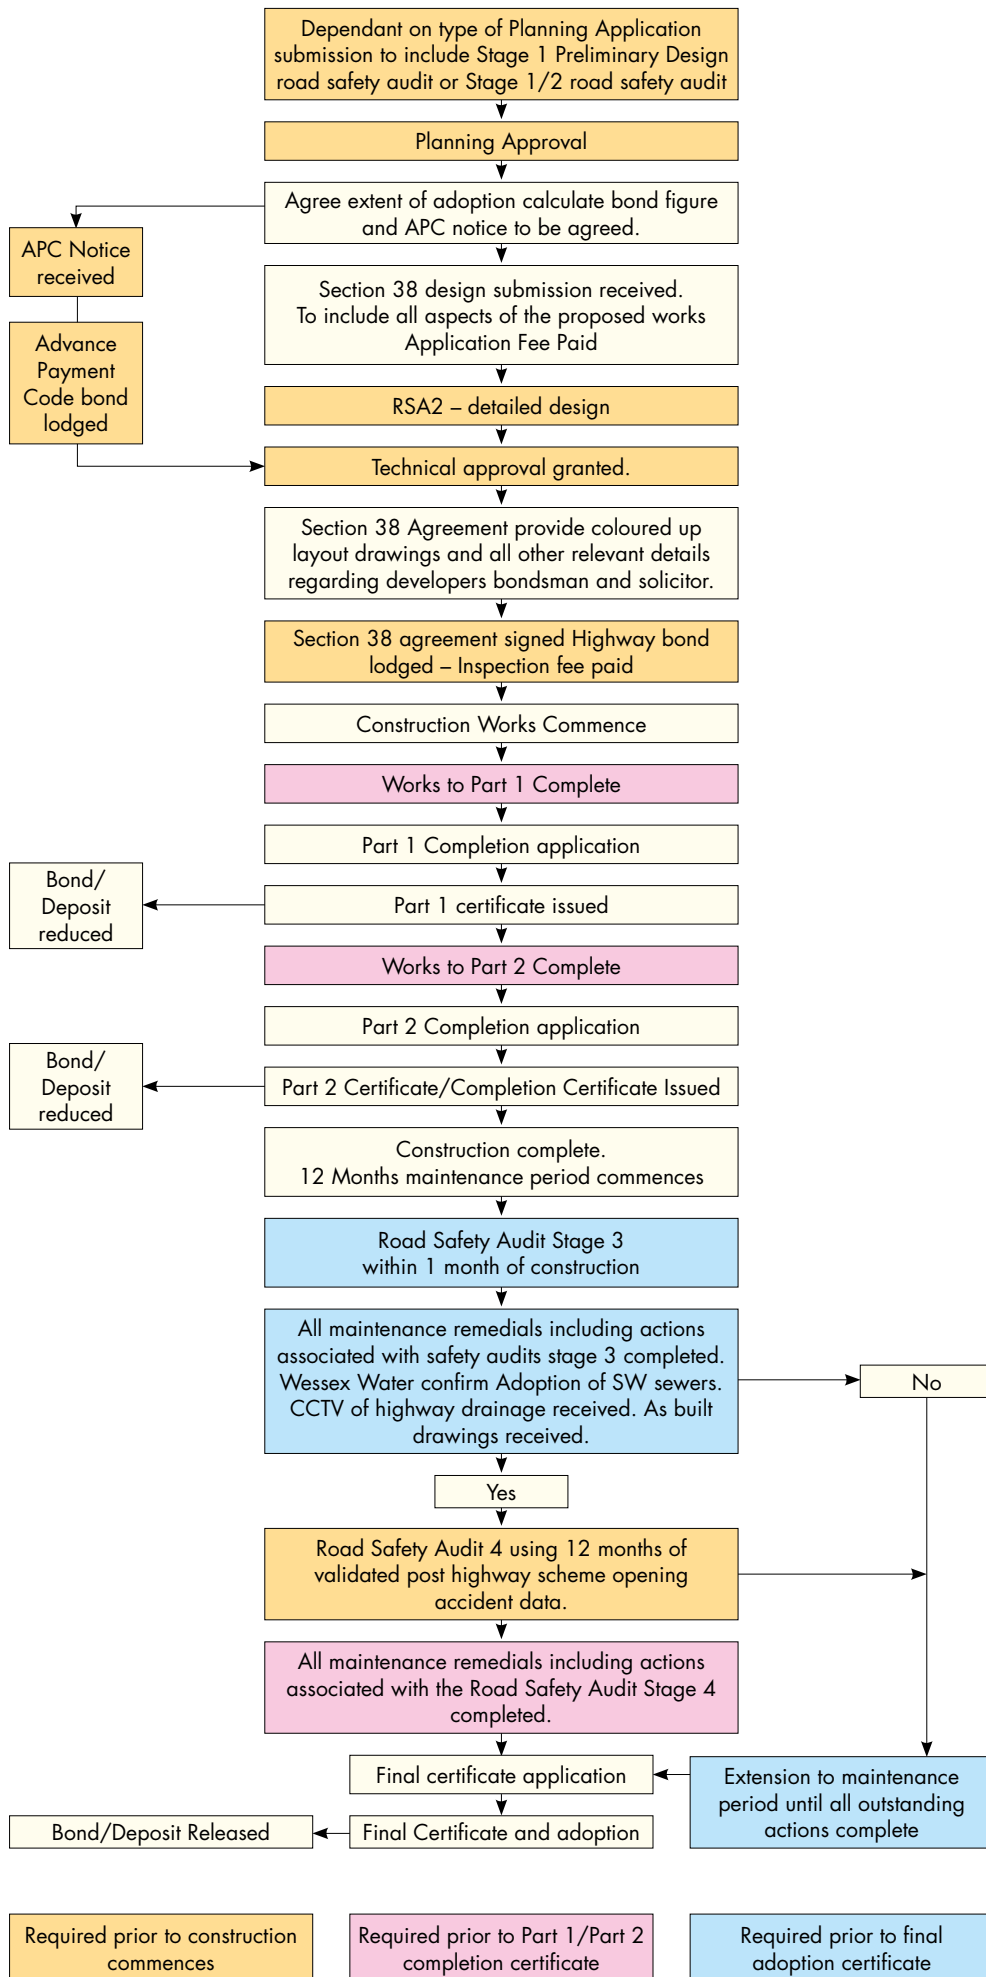 Dependant on type of Planning Application
submission to include Stage 1 Preliminary Design
road safety audit or Stage 1/2 road safety audit
Planning Approval
Agree extent of adoption calculate bond figure
and APC notice to be agreed.
APC Notice
received
Section 38 design submission received.
To include all aspects of the proposed works
Application Fee Paid
Advance
Payment
Code bond
lodged
RSA2 – detailed design
Technical approval granted.
Section 38 Agreement provide coloured up
layout drawings and all other relevant details
regarding developers bondsman and solicitor.
Section 38 agreement signed Highway bond
lodged – Inspection fee paid
Construction Works Commence
Works to Part 1 Complete
Part 1 Completion application
Bond/
Deposit
reduced
Part 1 certificate issued
Works to Part 2 Complete
Part 2 Completion application
Bond/
Deposit
reduced
Part 2 Certificate/Completion Certificate Issued
Construction complete.
12 Months maintenance period commences
Road Safety Audit Stage 3
within 1 month of construction
All maintenance remedials including actions
associated with safety audits stage 3 completed.
Wessex Water confirm Adoption of SW sewers.
CCTV of highway drainage received. As built
drawings received.
No
Yes
Road Safety Audit 4 using 12 months of
validated post highway scheme opening
accident data.
All maintenance remedials including actions
associated with the Road Safety Audit Stage 4
completed.
Final certificate application
Extension to maintenance
period until all outstanding
actions complete
Bond/Deposit Released
Final Certificate and adoption
Required prior to construction
commences
Required prior to Part 1/Part 2
completion certificate
Required prior to final
adoption certificate